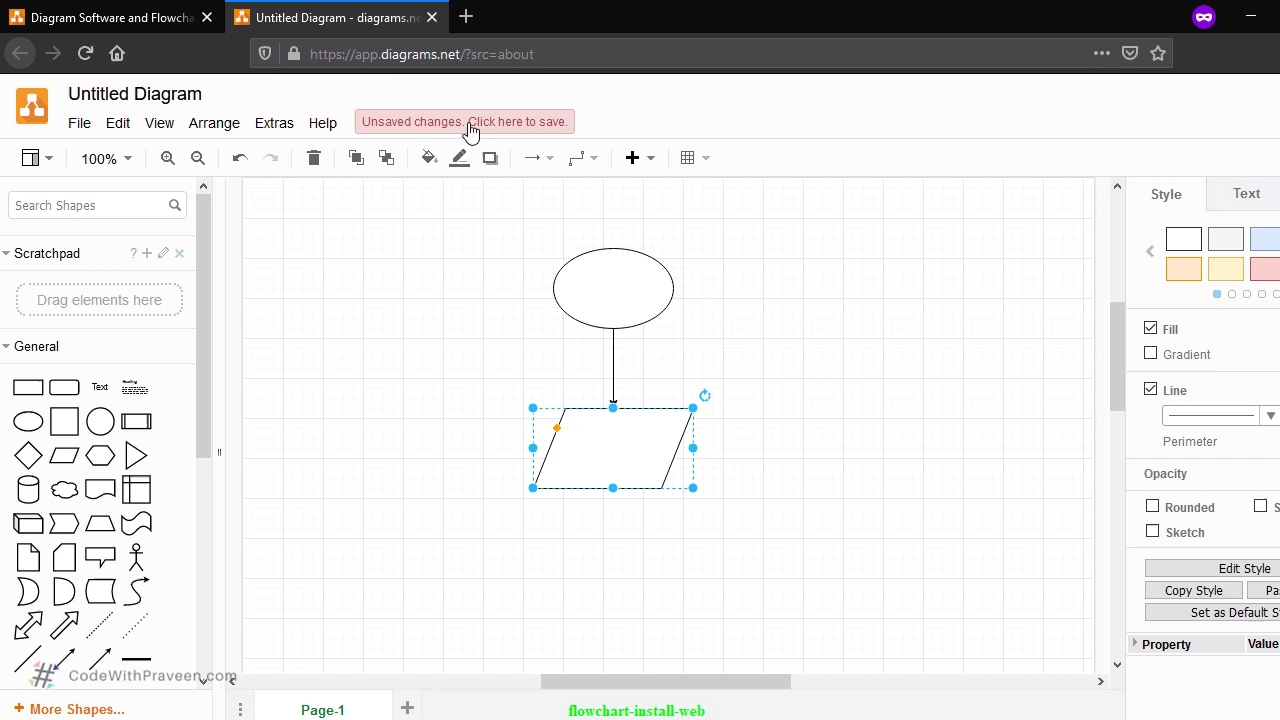 Diagram Software and Flowcha
Untitled Diagram - diagrams.ne
https://app.diagrams.net/?src=about
Untitled Diagram
File Edit View Arrange Extras Help
Unsaved changes. Click here to save.
100%
Search Shapes
Scratchpad ?
Drag elements here
General
Text
Heading
More Shapes...
CodeWithPraveen.com
Page-1
flowchart-install-web
Style Text
Fill
Gradient
Line
Perimeter
Opacity
Rounded S
Sketch
Edit Style
Copy Style Pa
Set as Default St
Property Value